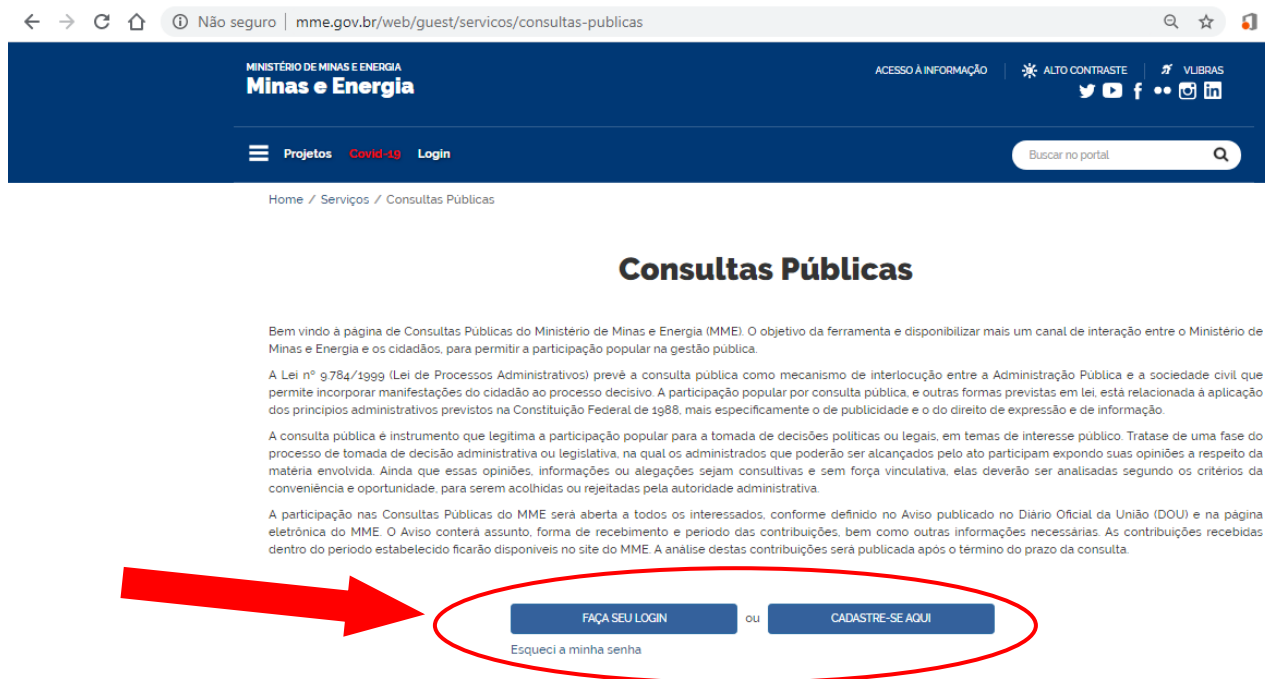 Não seguro | mme.gov.br/web/guest/servicos/consultas-publicas
MINISTÉRIO DE MINAS E ENERGIA
Minas e Energia
ACESSO À INFORMAÇÃO
ALTO CONTRASTE
VLIBRAS
Projetos Covid-19 Login
Buscar no portal
Home / Serviços / Consultas Públicas
Consultas Públicas
Bem vindo à página de Consultas Públicas do Ministério de Minas e Energia (MME). O objetivo da ferramenta e disponibilizar mais um canal de interação entre o Ministério de
Minas e Energia e os cidadãos, para permitir a participação popular na gestão pública.
A Lei nº 9.784/1999 (Lei de Processos Administrativos) prevê a consulta pública como mecanismo de interlocução entre a Administração Pública e a sociedade civil que
permite incorporar manifestações do cidadão ao processo decisivo. A participação popular por consulta pública, e outras formas previstas em lei, está relacionada à aplicação
dos princípios administrativos previstos na Constituição Federal de 1988, mais especificamente o de publicidade e o do direito de expressão e de informação.
A consulta pública é instrumento que legitima a participação popular para a tomada de decisões políticas ou legais, em temas de interesse público. Tratase de uma fase do
processo de tomada de decisão administrativa ou legislativa, na qual os administrados que poderão ser alcançados pelo ato participam expondo suas opiniões a respeito da
matéria envolvida. Ainda que essas opiniões, informações ou alegações sejam consultivas e sem força vinculativa, elas deverão ser analisadas segundo os critérios da
conveniência e oportunidade, para serem acolhidas ou rejeitadas pela autoridade administrativa.
A participação nas Consultas Públicas do MME será aberta a todos os interessados, conforme definido no Aviso publicado no Diário Oficial da União (DOU) e na página
eletrônica do MME. O Aviso conterá assunto, forma de recebimento e período das contribuições, bem como outras informações necessárias. As contribuições recebidas
dentro do período estabelecido ficarão disponíveis no site do MME. A análise destas contribuições será publicada após o término do prazo da consulta.
FAÇA SEU LOGIN ou CADASTRE-SE AQUI
Esqueci a minha senha